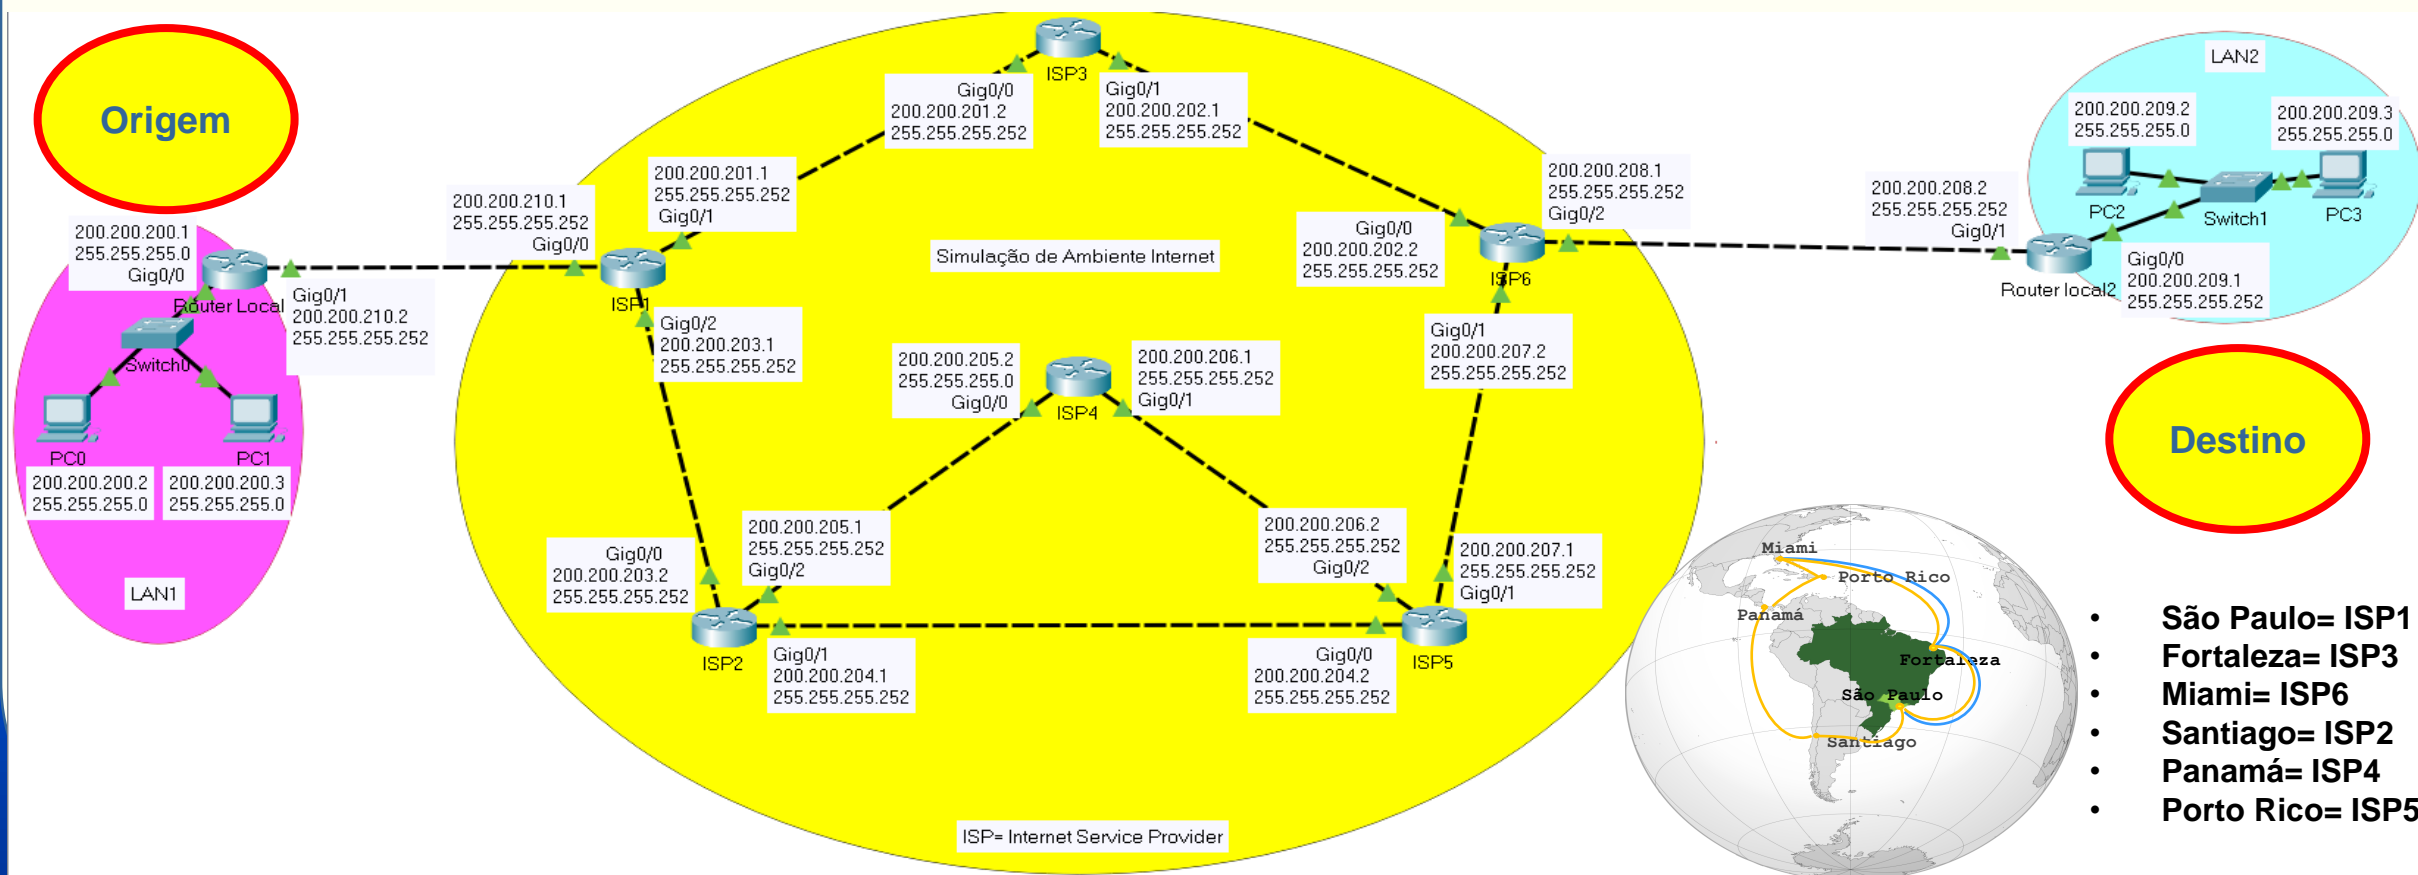 Origem
200.200.200.1
255.255.255.0
Gig0/0
Router Local
Gig0/1
200.200.210.2
255.255.255.252
Switch0
PC0
PC1
200.200.200.2
255.255.255.0
200.200.200.3
255.255.255.0
LAN1
200.200.210.1
255.255.255.252
Gig0/0
ISP1
200.200.201.1
255.255.255.252
Gig0/1
Gig0/2
200.200.203.1
255.255.255.252
ISP3
Gig0/0
200.200.201.2
255.255.255.252
Gig0/1
200.200.202.1
255.255.255.252
Simulação de Ambiente Internet
Gig0/0
200.200.202.2
255.255.255.252
200.200.208.1
255.255.255.252
Gig0/2
ISP6
Gig0/1
200.200.207.2
255.255.255.252
200.200.205.2
255.255.255.0
Gig0/0
ISP4
200.200.206.1
255.255.255.252
Gig0/1
Gig0/0
200.200.203.2
255.255.255.252
200.200.205.1
255.255.255.252
Gig0/2
ISP2
Gig0/1
200.200.204.1
255.255.255.252
200.200.206.2
255.255.255.252
Gig0/2
200.200.207.1
255.255.255.252
Gig0/1
Gig0/0
200.200.204.2
255.255.255.252
ISP5
ISP= Internet Service Provider
200.200.208.2
255.255.255.252
Gig0/1
Router local2
Gig0/0
200.200.209.1
255.255.255.252
LAN2
200.200.209.2
255.255.255.0
200.200.209.3
255.255.255.0
PC2
Switch1
PC3
Destino
Miami
Porto Rico
Panamá
Fortaleza
São Paulo
Santiago
• São Paulo= ISP1
• Fortaleza= ISP3
• Miami= ISP6
• Santiago= ISP2
• Panamá= ISP4
• Porto Rico= ISP5